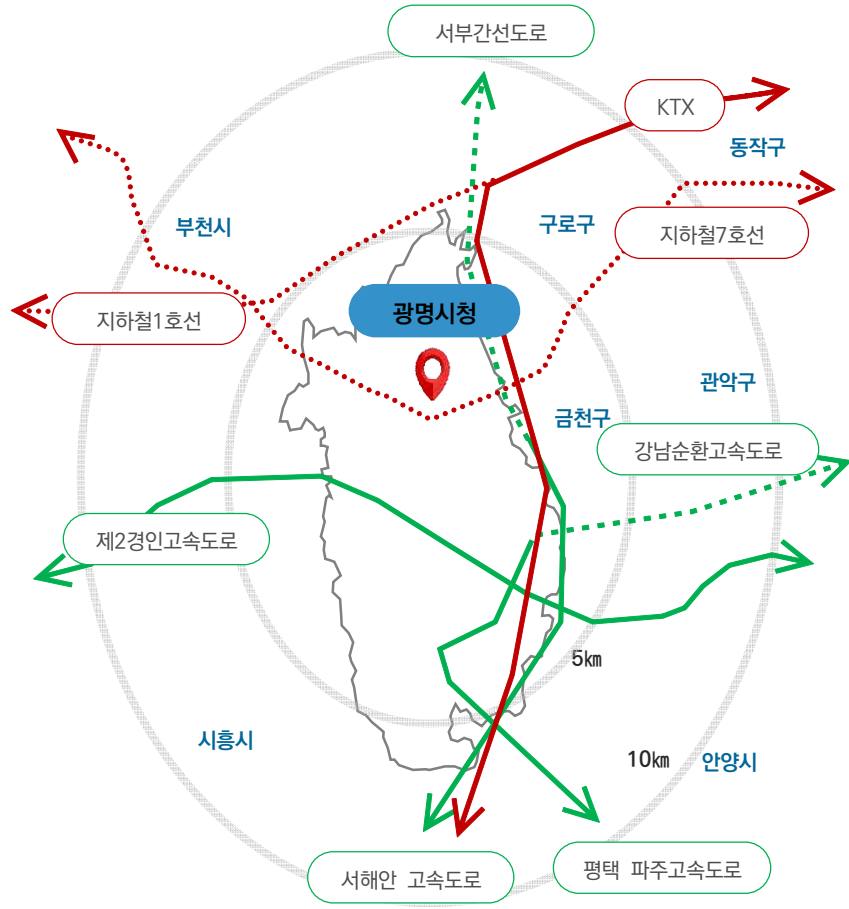 서부간선도로
KTX
동작구
부천시
구로구
지하철7호선
지하철1호선
광명시청
관악구
금천구
강남순환고속도로
제2경인고속도로
5㎞
시흥시
10㎞
안양시
서해안 고속도로
평택 파주고속도로